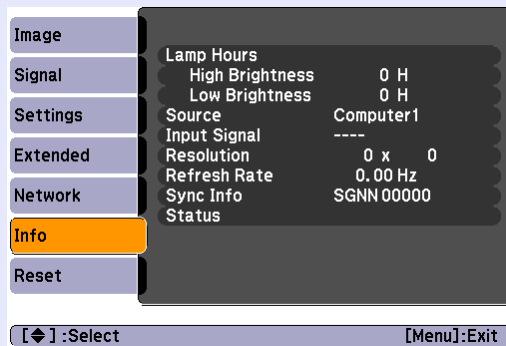 Image
Signal
Settings
Extended
Network
Info
Reset
Lamp Hours
High Brightness 0 H
Low Brightness 0 H
Source Computer1
Input Signal ----
Resolution 0 x 0
Refresh Rate 0.00 Hz
Sync Info SGNN 00000
Status
[◆] :Select [Menu]:Exit